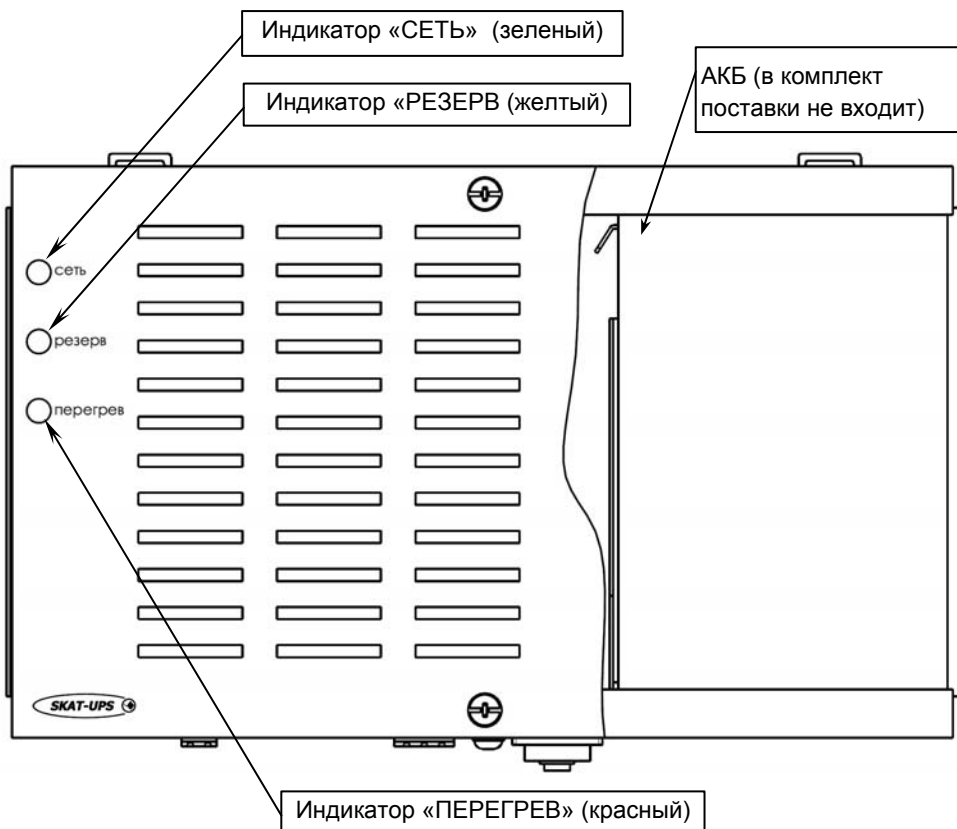 Индикатор «СЕТЬ» (зеленый)
Индикатор «РЕЗЕРВ (желтый)
АКБ (в комплект
поставки не входит)
сеть
резерв
перегрев
SKAT-UPS
Индикатор «ПЕРЕГРЕВ» (красный)